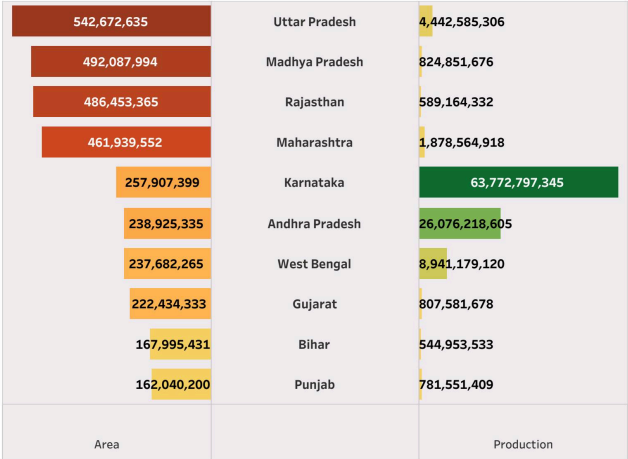 542,672,635 Uttar Pradesh 4,442,585,306
492,087,994 Madhya Pradesh 824,851,676
486,453,365 Rajasthan 589,164,332
461,939,552 Maharashtra 1,878,564,918
257,907,399 Karnataka 63,772,797,345
238,925,335 Andhra Pradesh 26,076,218,605
237,682,265 West Bengal 8,941,179,120
222,434,333 Gujarat 807,581,678
167,995,431 Bihar 544,953,533
162,040,200 Punjab 781,551,409
Area Production